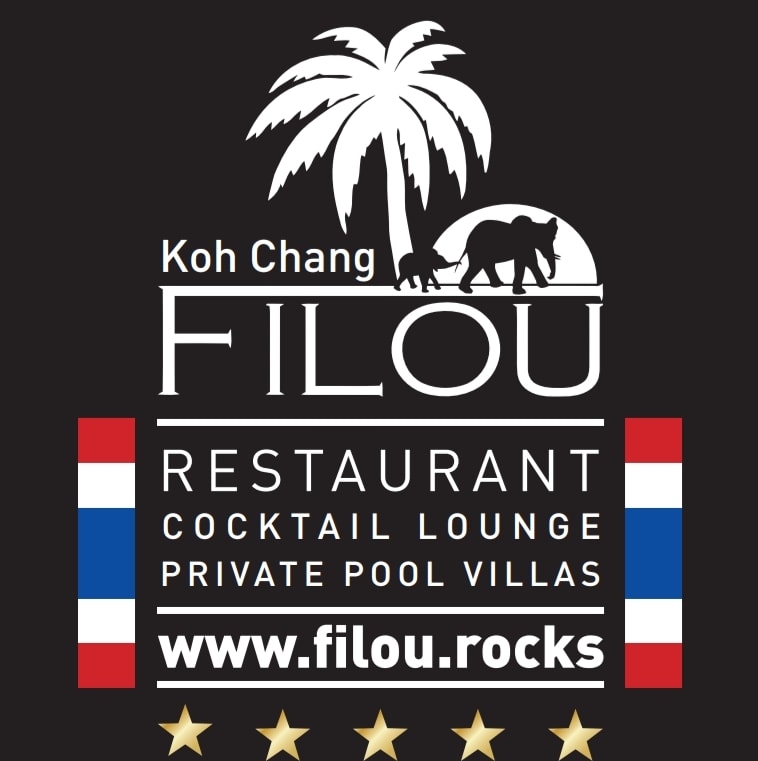 Koh Chang
FILOU
RESTAURANT
COCKTAIL LOUNGE
PRIVATE POOL VILLAS
www.filou.rocks